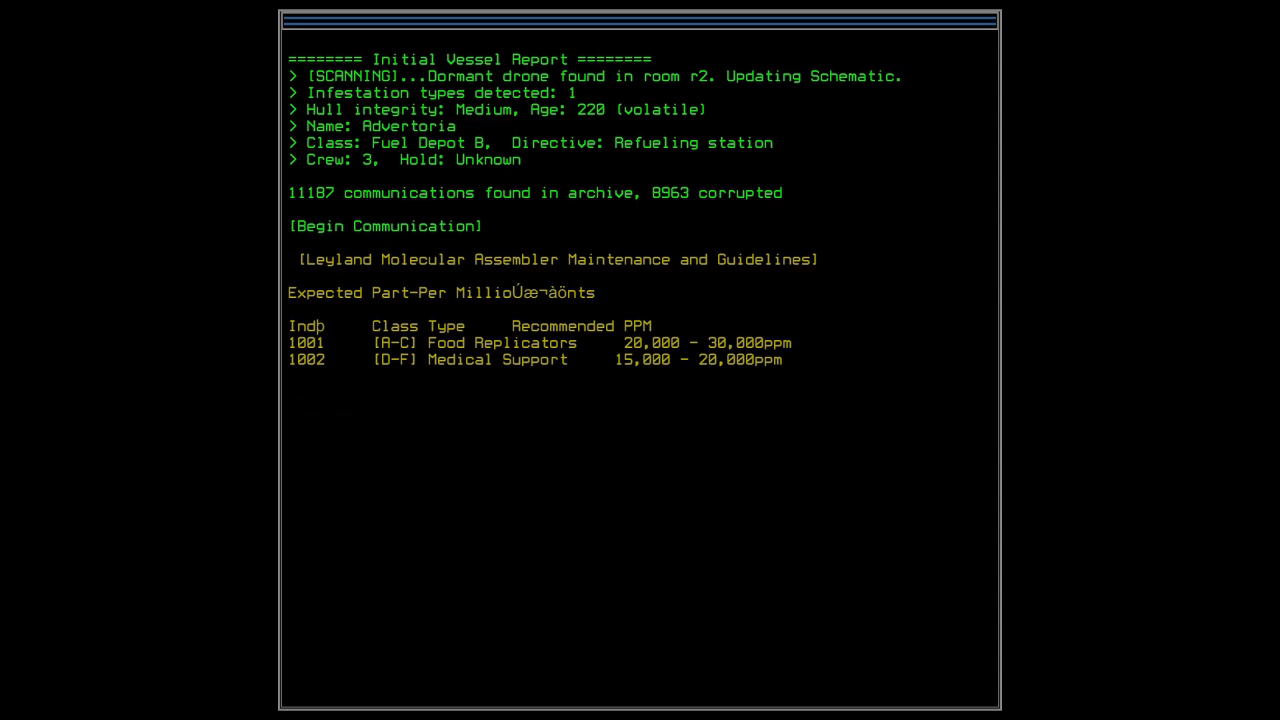 ======== Initial Vessel Report ========
> [SCANNING]...Dormant drone found in room r2. Updating Schematic.
> Infestation types detected: 1
> Hull integrity: Medium, Age: 220 (volatile)
> Name: Advertoria
> Class: Fuel Depot B,  Directive: Refueling station
> Crew: 3,  Hold: Unknown
11187 communications found in archive, 8963 corrupted
[Begin Communication]
[Leyland Molecular Assembler Maintenance and Guidelines]
Expected Part-Per MillioÚæ¬àönts
Indþ     Class Type     Recommended PPM
1001     [A-C] Food Replicators     20,000 - 30,000ppm
1002     [D-F] Medical Support     15,000 - 20,000ppm